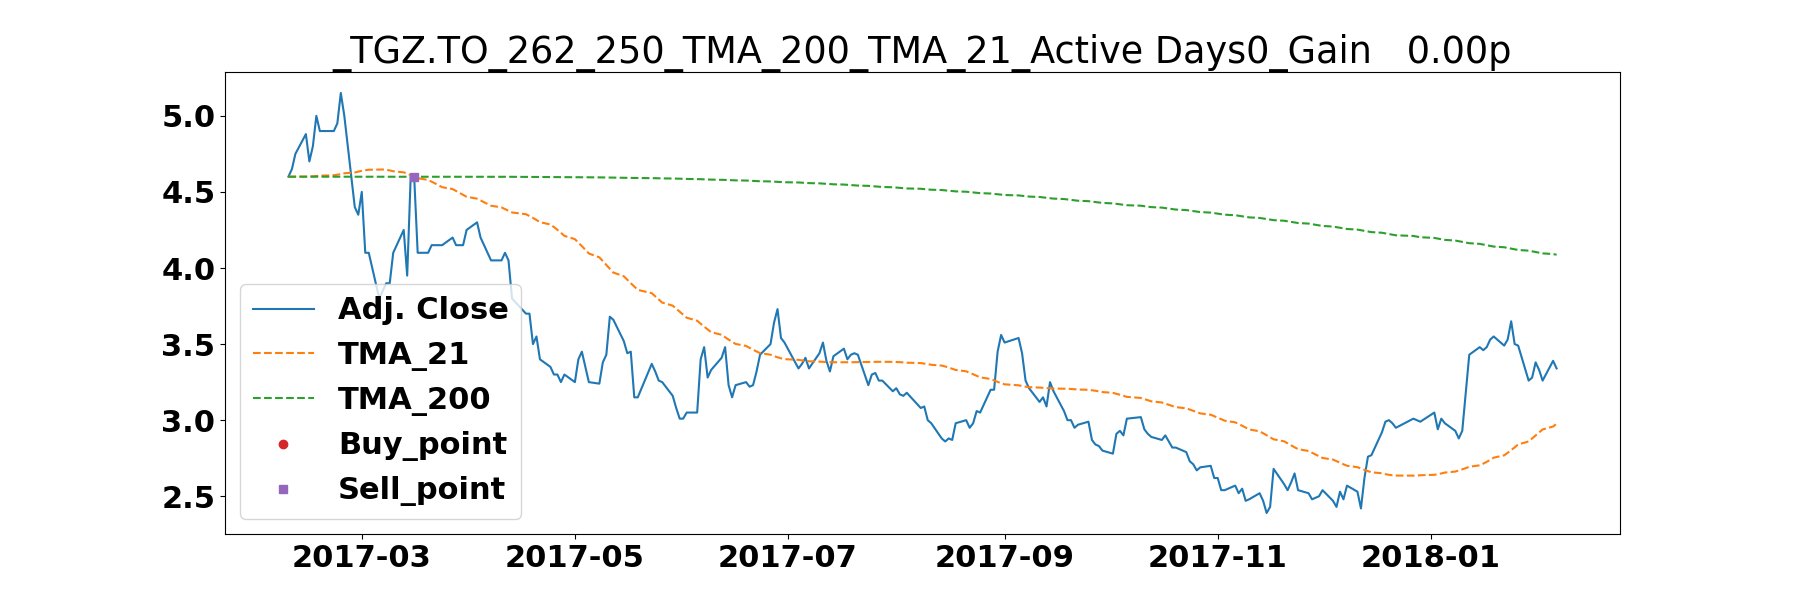 _TGZ.TO_262_250_TMA_200_TMA_21_Active Days0_Gain   0.00p
5.0
4.5
4.0
3.5
3.0
2.5
Adj. Close
TMA_21
TMA_200
Buy_point
Sell_point
2017-03 2017-05 2017-07 2017-09 2017-11 2018-01